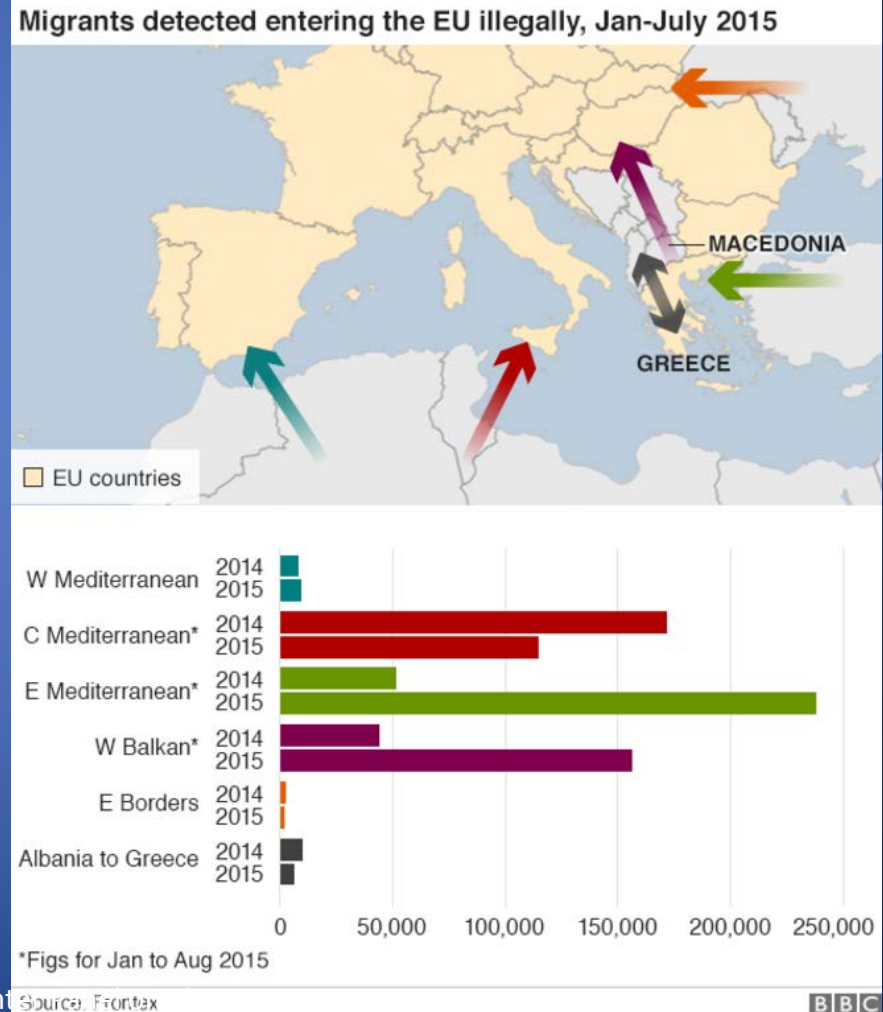 Migrants detected entering the EU illegally, Jan-July 2015
MACEDONIA
GREECE
EU countries
W Mediterranean
2014
2015
C Mediterranean*
2014
2015
E Mediterranean*
2014
2015
W Balkan*
2014
2015
E Borders
2014
2015
Albania to Greece
2014
2015
0 50,000 100,000 150,000 200,000 250,000
*Figs for Jan to Aug 2015
Source: Frontex
BBC